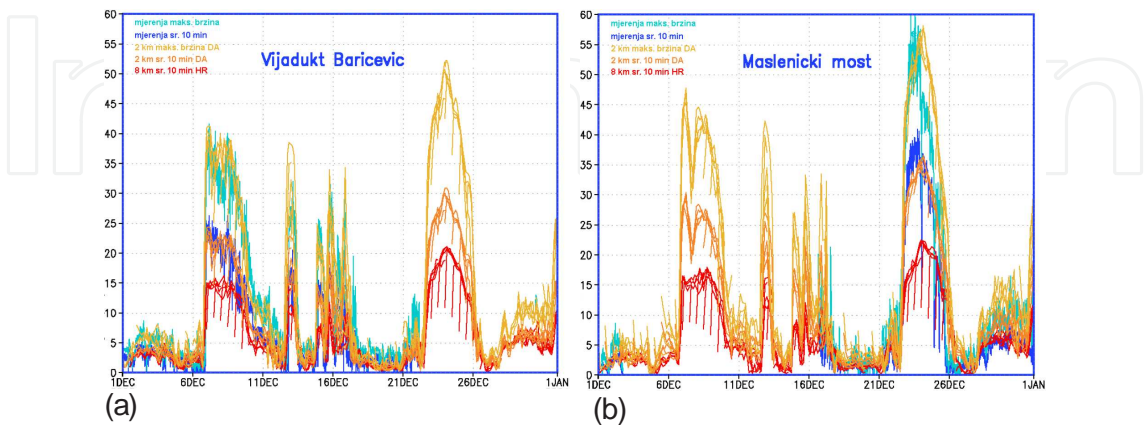 mjerenja maks. brzina
mjerenja sr. 10 min
2 km maks. brzina DA
2 km sr. 10 min DA
8 km sr. 10 min HR
Vijadukt Baricevic
60
55
50
45
40
35
30
25
20
15
10
5
0
1DEC 6DEC 11DEC 16DEC 21DEC 26DEC 1JAN
(a)
mjerenja maks. brzina
mjerenja sr. 10 min
2 km maks. brzina DA
2 km sr. 10 min DA
8 km sr. 10 min HR
Maslenicki most
60
55
50
45
40
35
30
25
20
15
10
5
0
1DEC 6DEC 11DEC 16DEC 21DEC 26DEC 1JAN
(b)